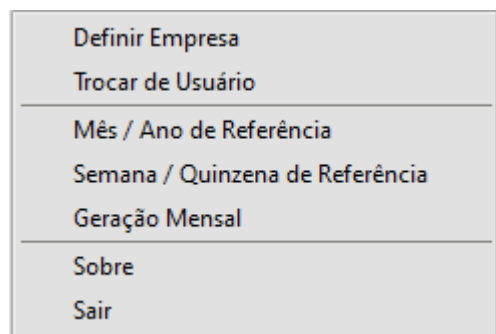 Definir Empresa
Trocar de Usuário
Mês / Ano de Referência
Semana / Quinzena de Referência
Geração Mensal
Sobre
Sair